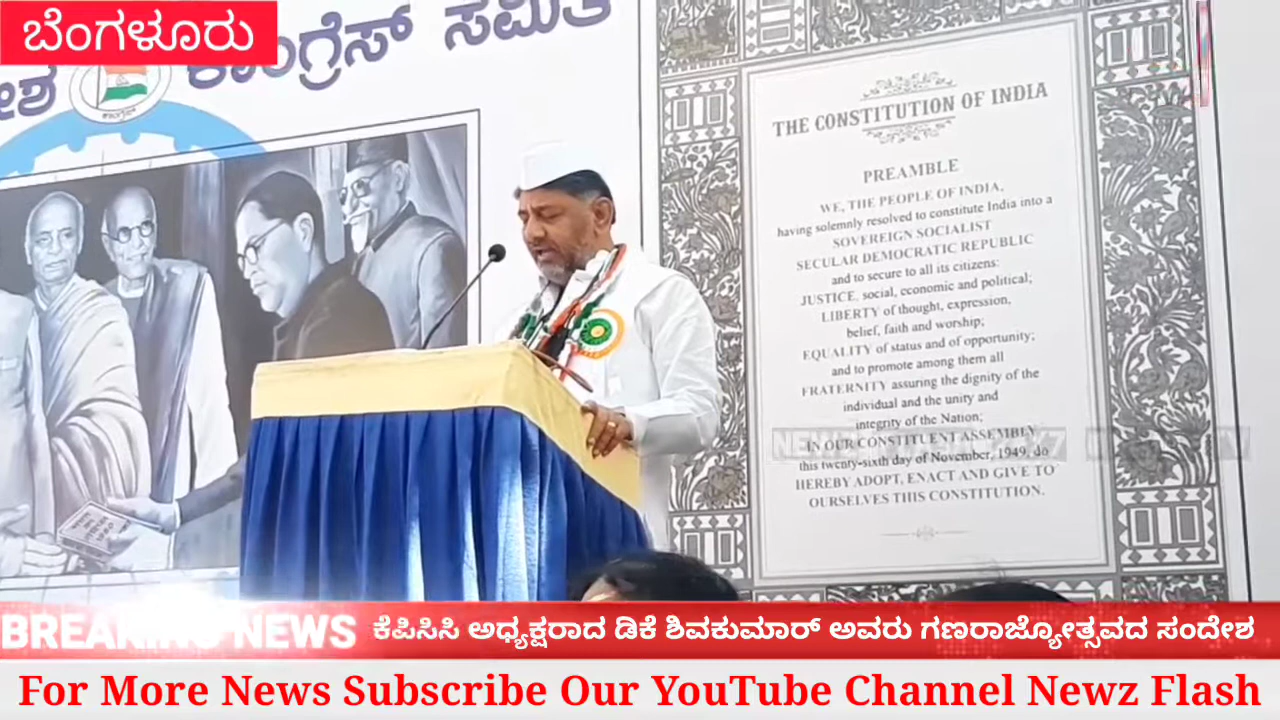 ಬೆಂಗಳೂರು
ಕಾಂಗ್ರೆಸ್ ಸಮಿತಿ
ಕಾಂಗ್ರೆಸ್
THE CONSTITUTION OF INDIA
PREAMBLE
WE, THE PEOPLE OF INDIA,
having solemnly resolved to constitute India into a
SOVEREIGN SOCIALIST
SECULAR DEMOCRATIC REPUBLIC
and to secure to all its citizens:
JUSTICE, social, economic and political;
LIBERTY of thought, expression,
belief, faith and worship;
EQUALITY of status and of opportunity;
and to promote among them all
FRATERNITY assuring the dignity of the
individual and the unity and
integrity of the Nation;
IN OUR CONSTITUENT ASSEMBLY
this twenty-sixth day of November, 1949, do
HEREBY ADOPT, ENACT AND GIVE TO
OURSELVES THIS CONSTITUTION.
BREAKING NEWS ಕೆಪಿಸಿಸಿ ಅಧ್ಯಕ್ಷರಾದ ಡಿಕೆ ಶಿವಕುಮಾರ್ ಅವರು ಗಣರಾಜ್ಯೋತ್ಸವದ ಸಂದೇಶ
For More News Subscribe Our YouTube Channel Newz Flash